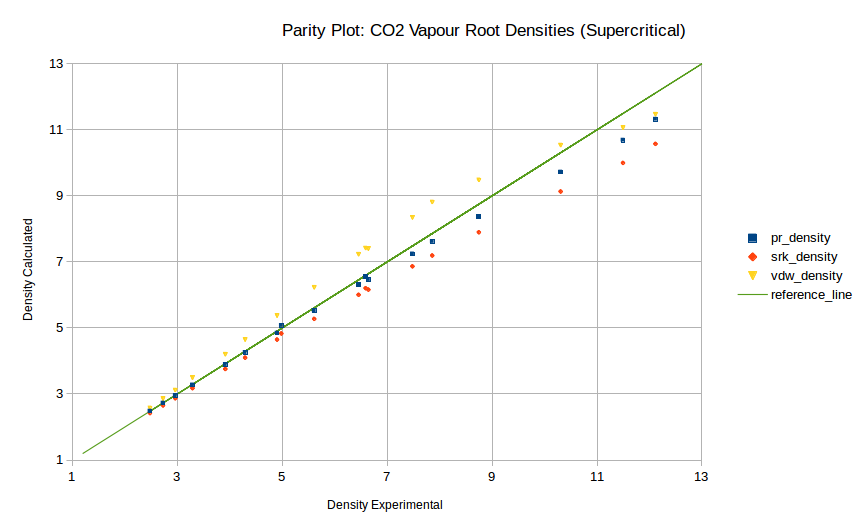 Parity Plot: CO2 Vapour Root Densities (Supercritical)
13
11
9
7
5
3
1
Density Calculated
1 3 5 7 9 11 13
Density Experimental
pr_density
srk_density
vdw_density
reference_line